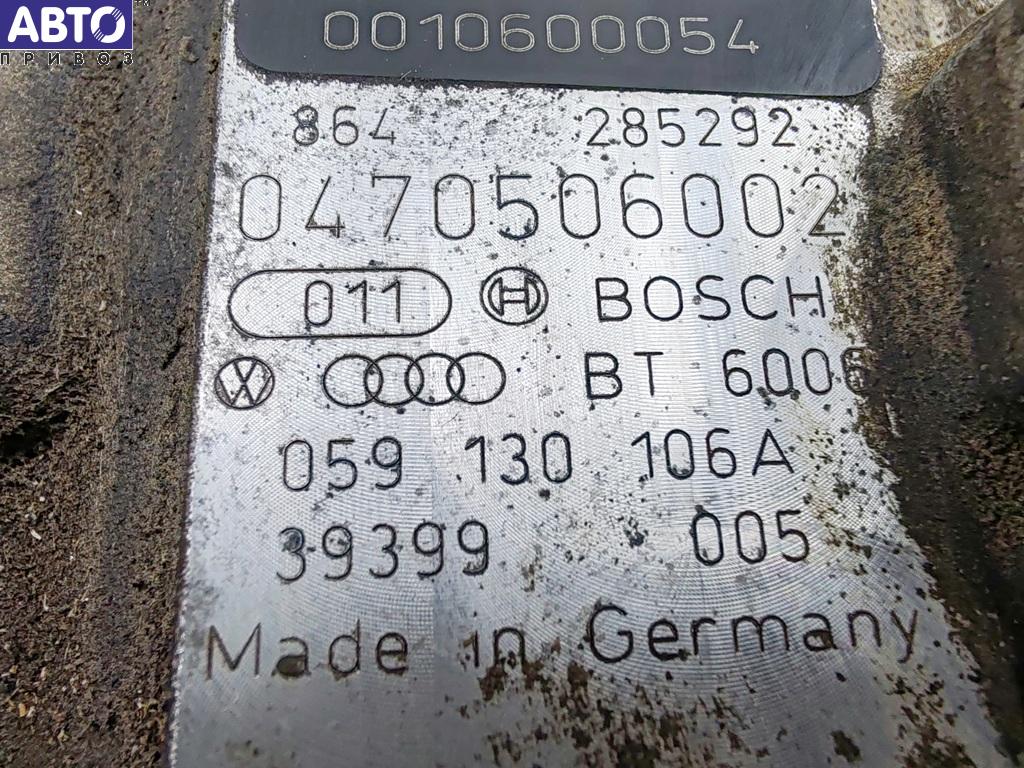 АВТО
ПРИВОЗ
0010600054
864 285292
0470506002
011 BOSCH
BT 6006
059 130 106A
39399 005
Made in Germany